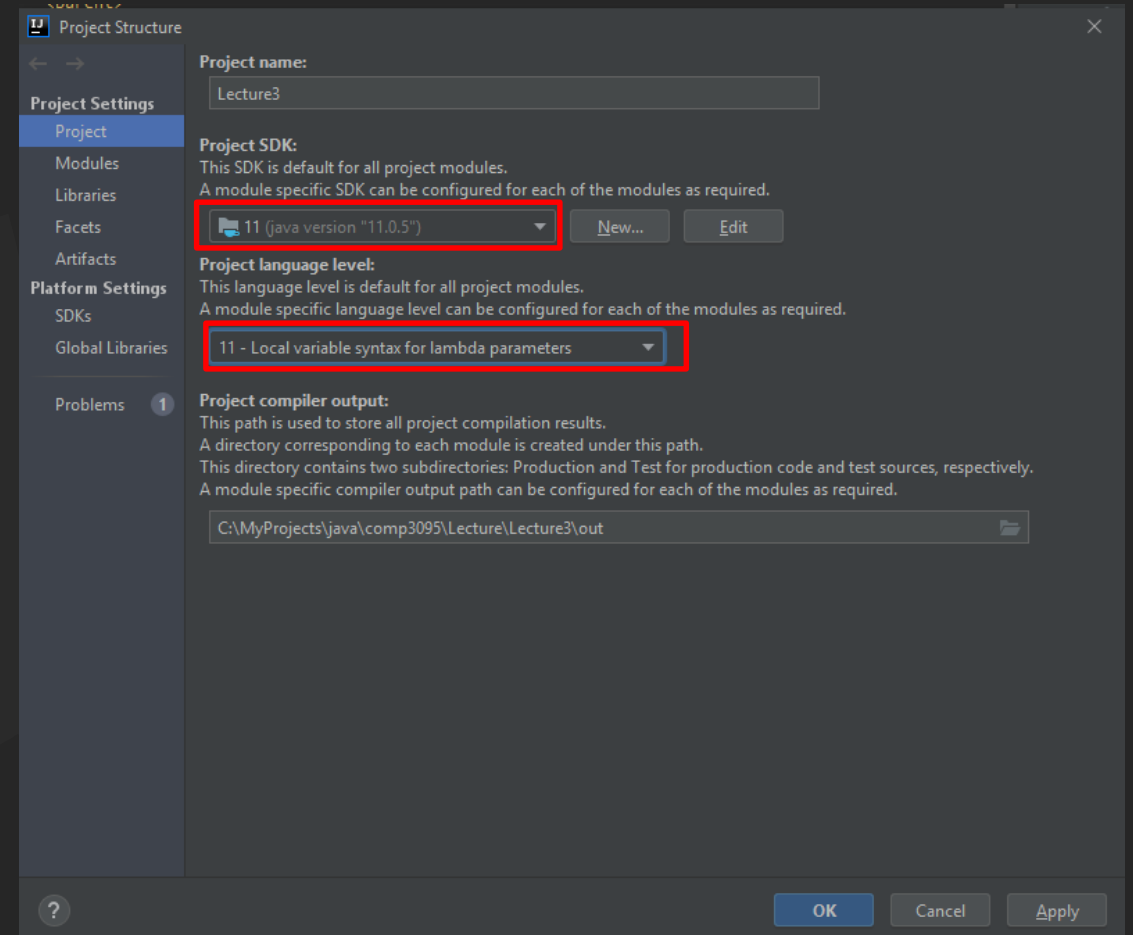 Project Structure
Project name:
Lecture3
Project Settings
Project
Modules
Libraries
Facets
Artifacts
Platform Settings
SDKs
Global Libraries
Problems 1
Project SDK:
This SDK is default for all project modules.
A module specific SDK can be configured for each of the modules as required.
11 (java version "11.0.5")
New...
Edit
Project language level:
This language level is default for all project modules.
A module specific language level can be configured for each of the modules as required.
11 - Local variable syntax for lambda parameters
Project compiler output:
This path is used to store all project compilation results.
A directory corresponding to each module is created under this path.
This directory contains two subdirectories: Production and Test for production code and test sources, respectively.
A module specific compiler output path can be configured for each of the modules as required.
C:\MyProjects\java\comp3095\Lecture\Lecture3\out
?
OK
Cancel
Apply